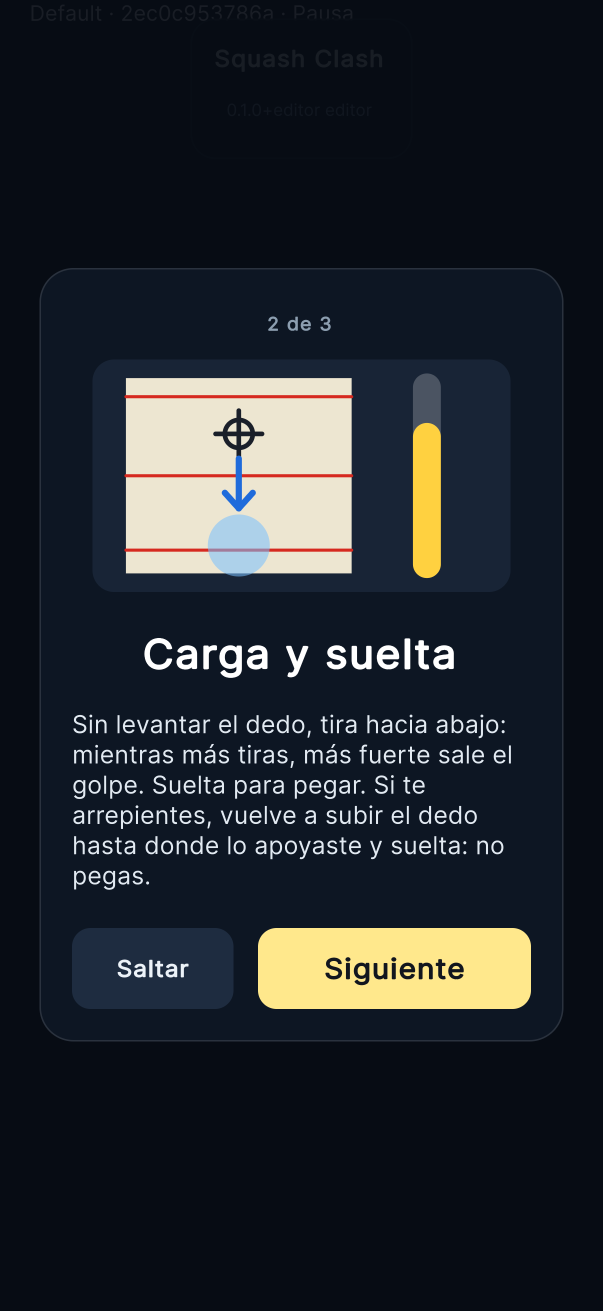 Default · 2ec0c953786a · Pausa
Squash Clash
0.1.0+editor editor
2 de 3
Carga y suelta
Sin levantar el dedo, tira hacia abajo:
mientras más tiras, más fuerte sale el
golpe. Suelta para pegar. Si te
arrepientes, vuelve a subir el dedo
hasta donde lo apoyaste y suelta: no
pegas.
Saltar
Siguiente